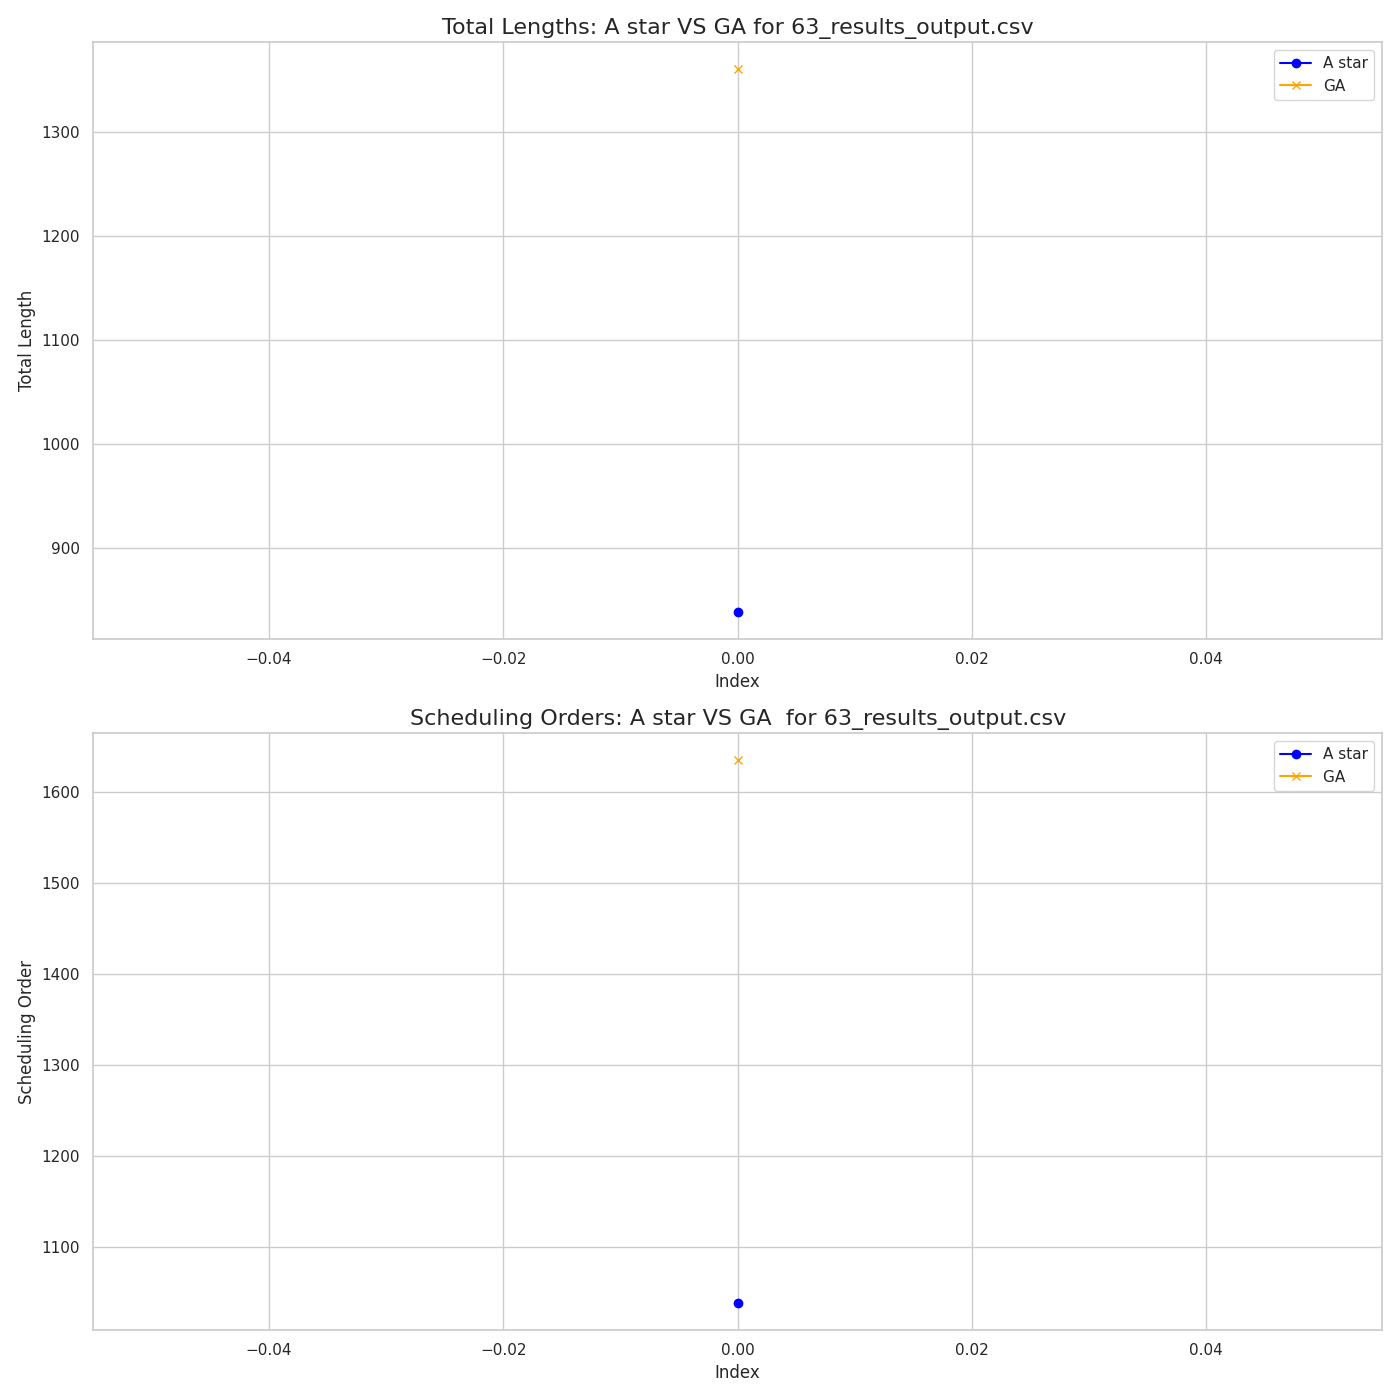 Total Lengths: A star VS GA for 63_results_output.csv
A star
GA
1300
1200
1100
1000
900
Total Length
−0.04
−0.02
0.00
0.02
0.04
Index
Scheduling Orders: A star VS GA  for 63_results_output.csv
A star
GA
1600
1500
1400
1300
1200
1100
Scheduling Order
−0.04
−0.02
0.00
0.02
0.04
Index